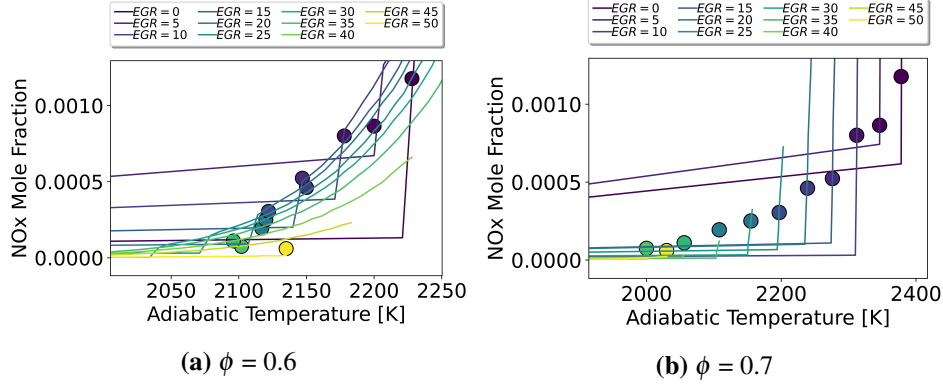 EGR = 0 EGR = 15 EGR = 30 EGR = 45
EGR = 5 EGR = 20 EGR = 35 EGR = 50
EGR = 10 EGR = 25 EGR = 40
NOx Mole Fraction
0.0010
0.0005
0.0000
2050 2100 2150 2200 2250
Adiabatic Temperature [K]
(a) ϕ = 0.6
EGR = 0 EGR = 15 EGR = 30 EGR = 45
EGR = 5 EGR = 20 EGR = 35 EGR = 50
EGR = 10 EGR = 25 EGR = 40
NOx Mole Fraction
0.0010
0.0005
0.0000
2000 2200 2400
Adiabatic Temperature [K]
(b) ϕ = 0.7